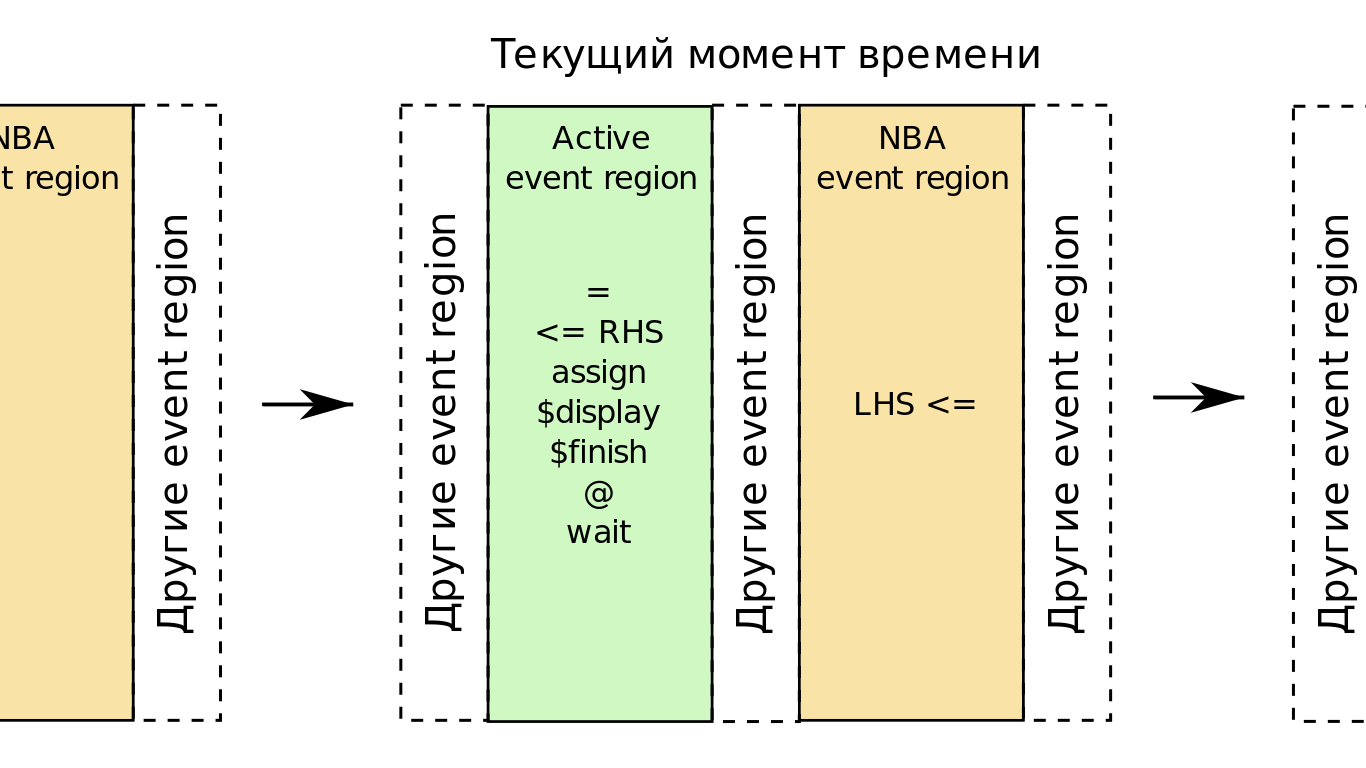 Текущий момент времени
NBA
t region
Другие event region
Другие event region
Active
event region
=
<= RHS
assign
$display
$finish
@
wait
Другие event region
NBA
event region
LHS <=
Другие event region
Другие event region